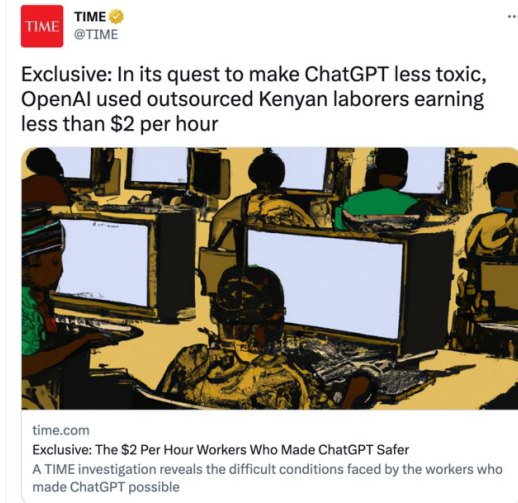 TIME
TIME
@TIME
Exclusive: In its quest to make ChatGPT less toxic,
OpenAI used outsourced Kenyan laborers earning
less than $2 per hour
time.com
Exclusive: The $2 Per Hour Workers Who Made ChatGPT Safer
A TIME investigation reveals the difficult conditions faced by the workers who
made ChatGPT possible